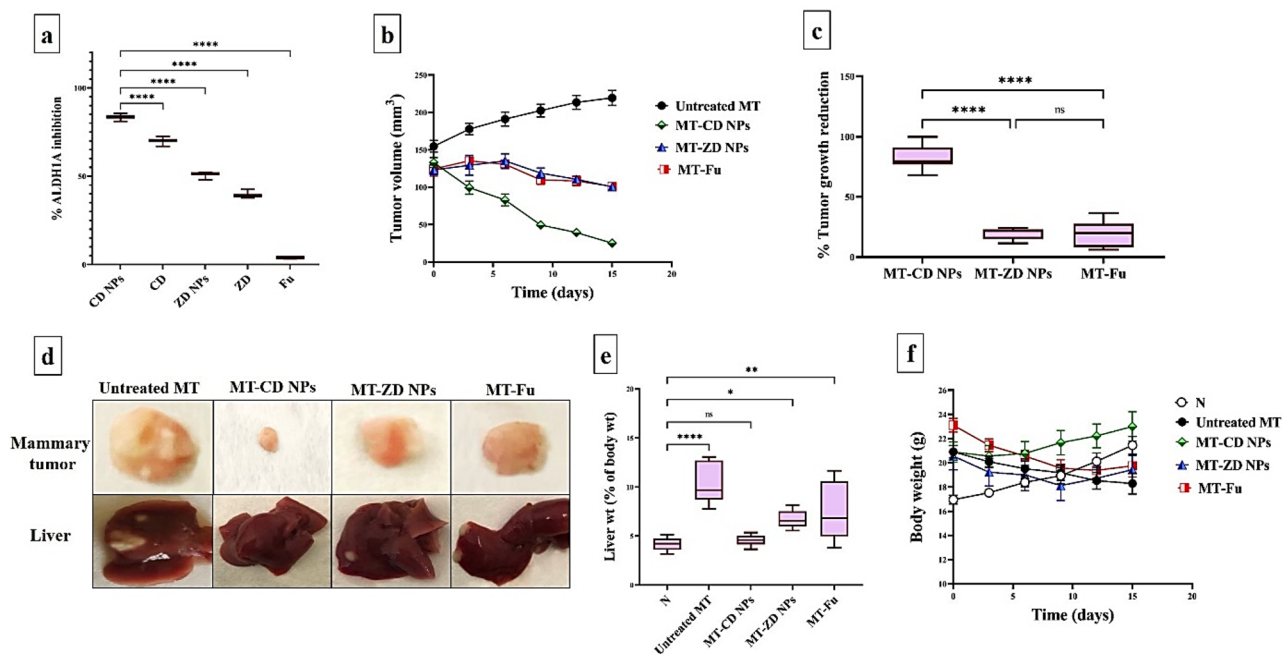 a
****
****
****
****
% ALDH1A inhibition
100
50
0
CD NPs
CD
ZD NPs
ZD
Fu
b
Tumor volume (mm3)
250
200
150
100
50
0
0
5
10
15
20
Time (days)
Untreated MT
MT-CD NPs
MT-ZD NPs
MT-Fu
c
****
****
ns
% Tumor growth reduction
150
100
50
0
MT-CD NPs
MT-ZD NPs
MT-Fu
d
Untreated MT
MT-CD NPs
MT-ZD NPs
MT-Fu
Mammary
tumor
Liver
e
**
*
ns
****
Liver wt (% of body wt)
20
15
10
5
0
N
Untreated MT
MT-CD NPs
MT-ZD NPs
MT-Fu
f
Body weight (g)
26
24
22
20
18
16
14
12
10
0
5
10
15
20
Time (days)
N
Untreated MT
MT-CD NPs
MT-ZD NPs
MT-Fu